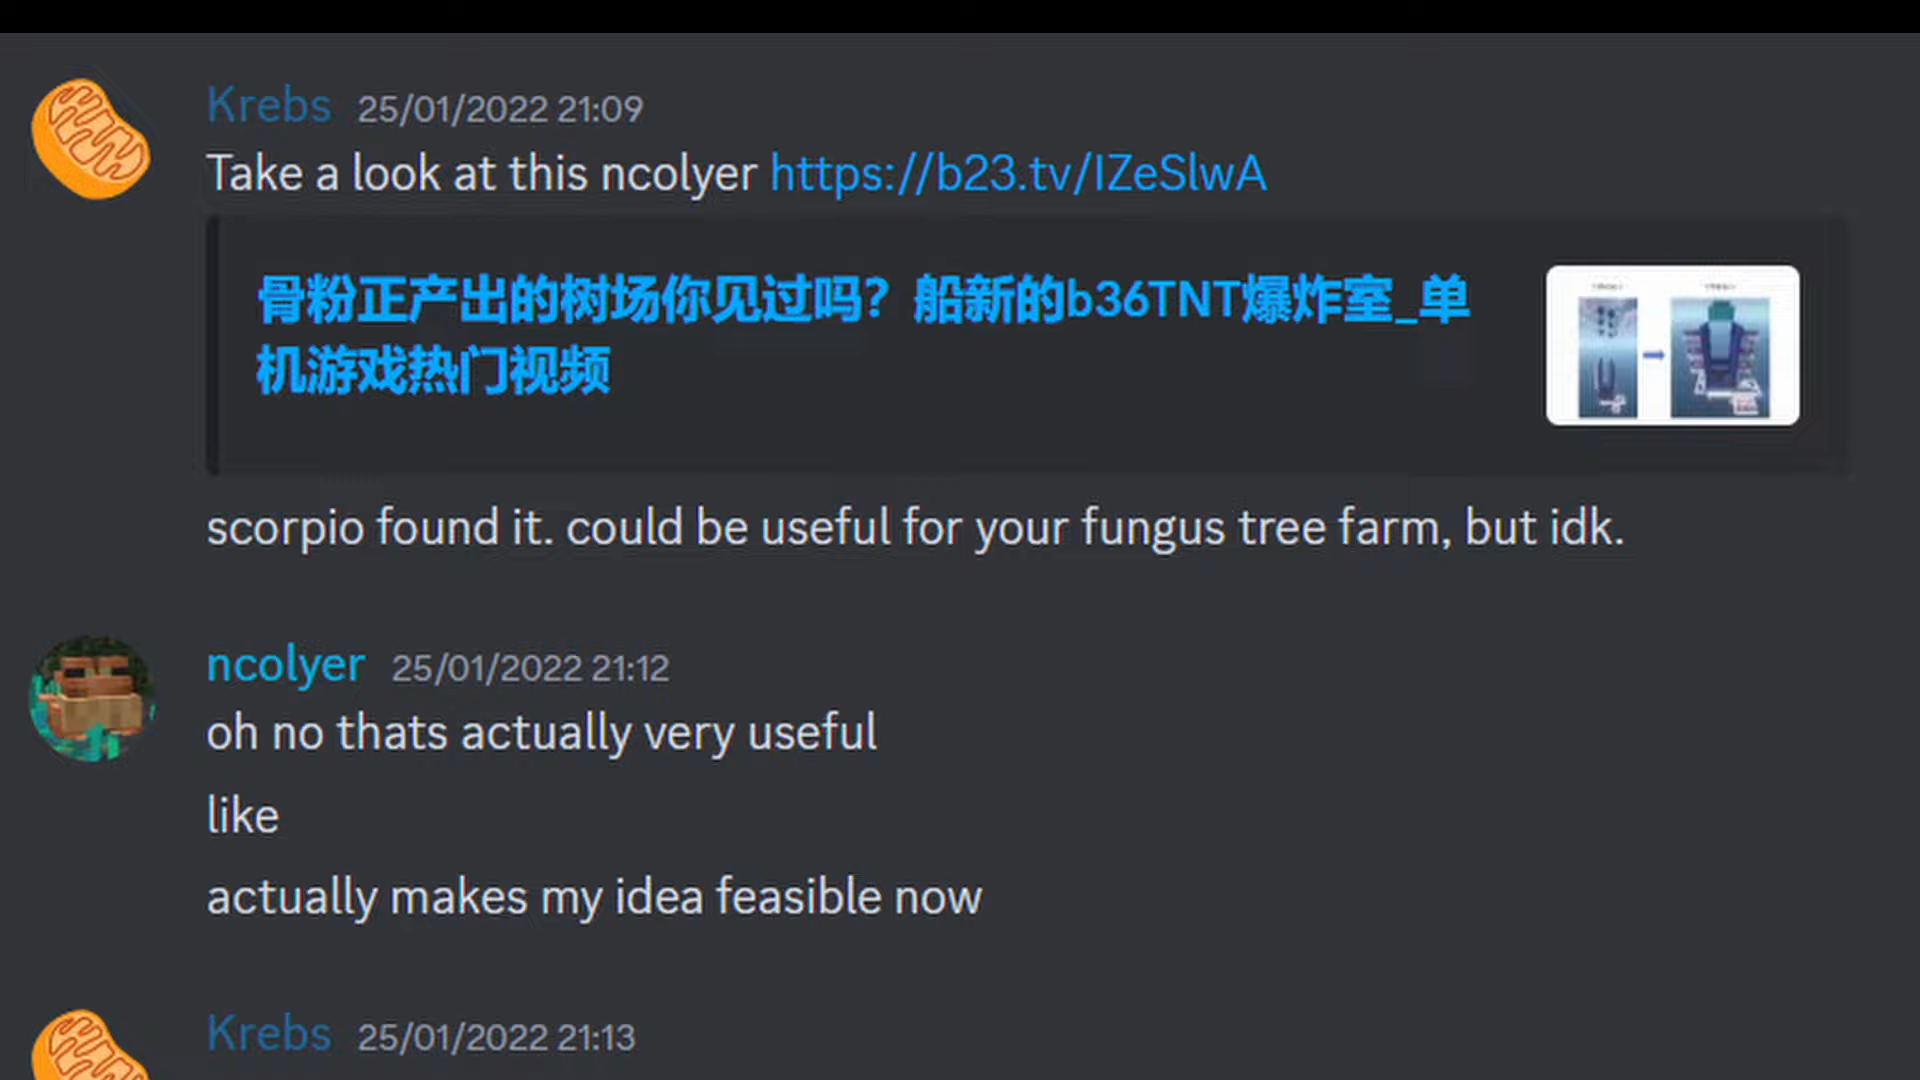 Krebs 25/01/2022 21:09
Take a look at this ncolyer https://b23.tv/IZeSlwA
骨粉正产出的树场你见过吗？船新的b36TNT爆炸室_单
机游戏热门视频
scorpio found it. could be useful for your fungus tree farm, but idk.
ncolyer 25/01/2022 21:12
oh no thats actually very useful
like
actually makes my idea feasible now
Krebs 25/01/2022 21:13